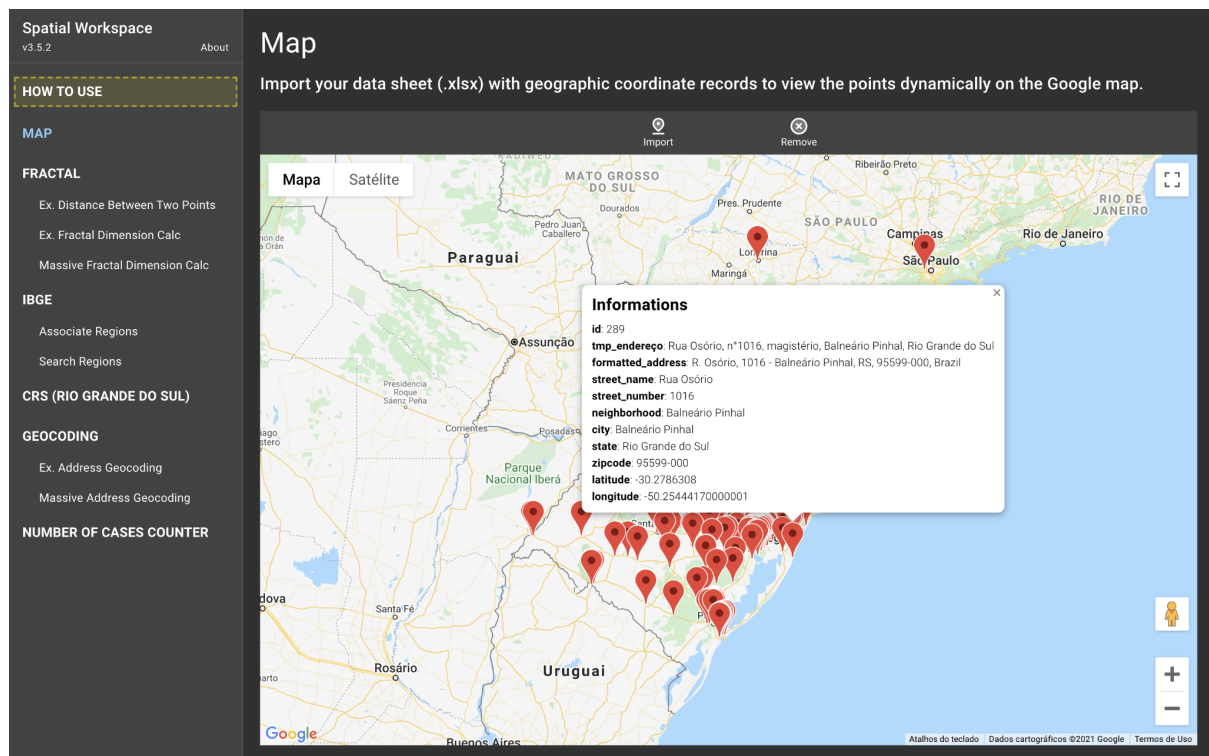 Spatial Workspace
v3.5.2
About
HOW TO USE
MAP
FRACTAL
Ex. Distance Between Two Points
Ex. Fractal Dimension Calc
Massive Fractal Dimension Calc
IBGE
Associate Regions
Search Regions
CRS (RIO GRANDE DO SUL)
GEOCODING
Ex. Address Geocoding
Massive Address Geocoding
NUMBER OF CASES COUNTER
Map
Import your data sheet (.xlsx) with geographic coordinate records to view the points dynamically on the Google map.
Import
Remove
Mapa
Satélite
KADIWÉU
MATO GROSSO
DO SUL
Ribeirão Preto
Dourados
Pres. Prudente
RIO DE
JANEIRO
Pedro Juan
Caballero
SÃO PAULO
Campinas
Rio de Janeiro
Paraguai
Londrina
São Paulo
Maringá
Assunção
Presidencia
Roque
Sáenz Peña
Corrientes
Posadas
Parque
Nacional Iberá
Informations
id: 289
tmp_endereço: Rua Osório, n°1016, magistério, Balneário Pinhal, Rio Grande do Sul
formatted_address: R. Osório, 1016 - Balneário Pinhal, RS, 95599-000, Brazil
street_name: Rua Osório
street_number: 1016
neighborhood: Balneário Pinhal
city: Balneário Pinhal
state: Rio Grande do Sul
zipcode: 95599-000
latitude: -30.2786308
longitude: -50.25444170000001
Santa
dova
Santa Fé
Rosário
Uruguai
Buenos Aires
Google
Atalhos do teclado
Dados cartográficos ©2021 Google
Termos de Uso